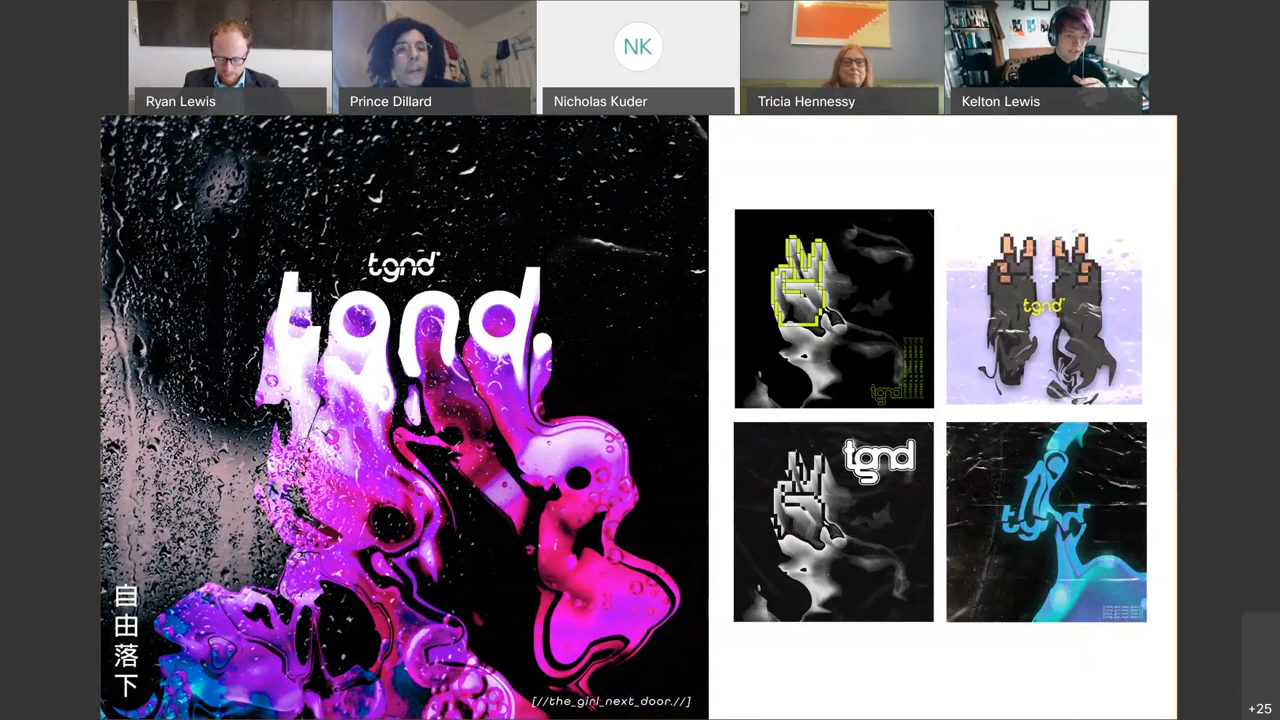 NK
Ryan Lewis
Prince Dillard
Nicholas Kuder
Tricia Hennessy
Kelton Lewis
tgnd
tgnd.
自由落下
[//the_girl_next_door.//]
tgnd
tgnd
tgnd
tgnd
+25